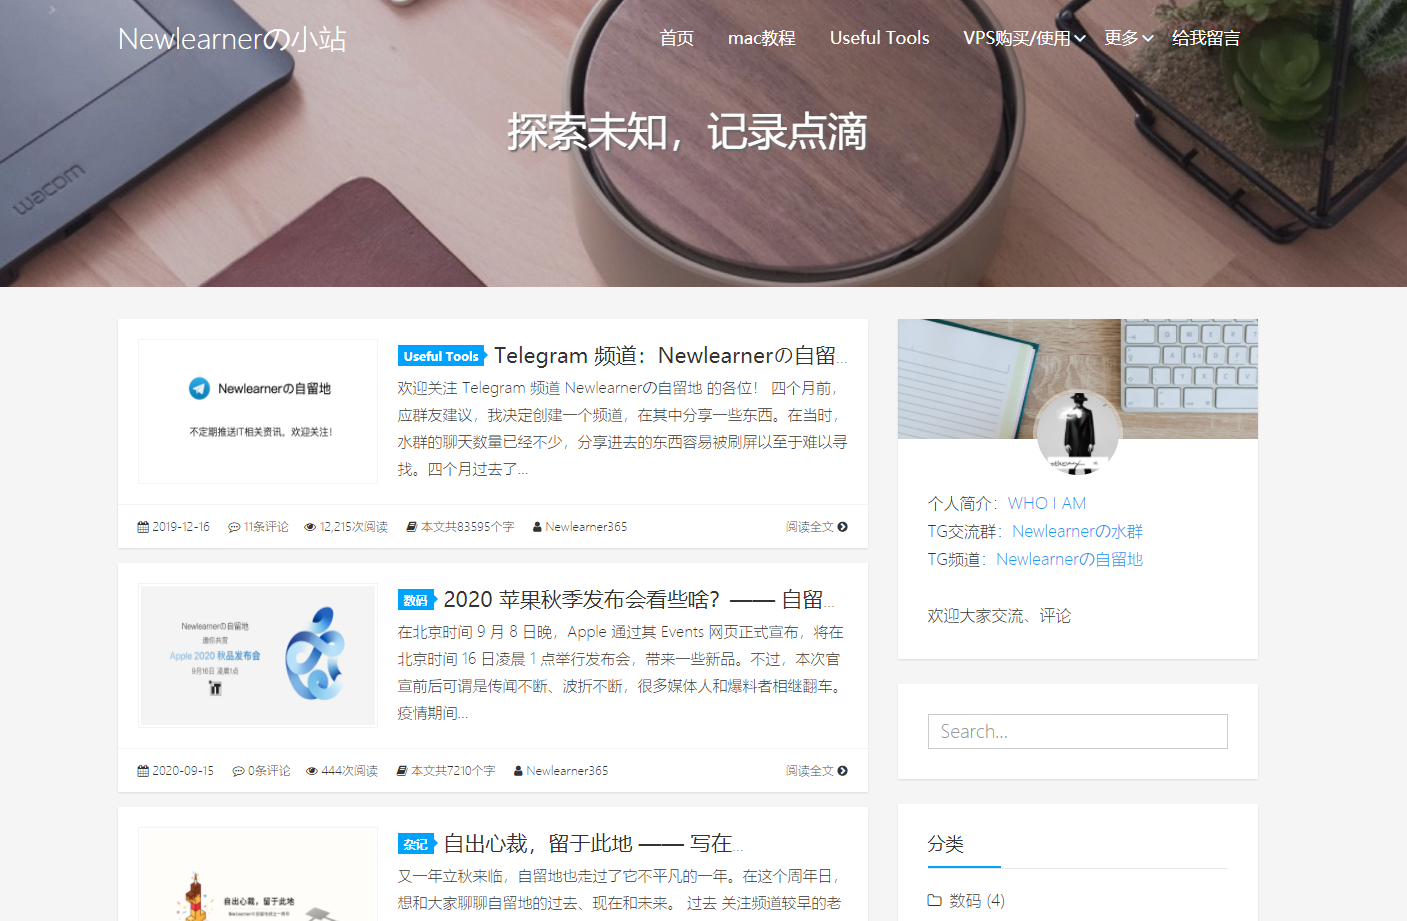 Newlearnerの小站
首页 mac教程 Useful Tools VPS购买/使用 更多 给我留言
wacom
探索未知，记录点滴
Newlearnerの自留地
不定期推送IT相关资讯，欢迎关注！
Useful Tools Telegram 频道：Newlearnerの自留...
欢迎关注 Telegram 频道 Newlearnerの自留地 的各位！ 四个月前，
应群友建议，我决定创建一个频道，在其中分享一些东西。在当时，
水群的聊天数量已经不少，分享进去的东西容易被刷屏以至于难以寻
找。四个月过去了...
2019-12-16 11条评论 12,215次阅读 本文共83595个字 Newlearner365 阅读全文
Newlearnerの自留地
邀你共赏
Apple 2020 秋品发布会
9月16日 凌晨1点
iT
数码 2020 苹果秋季发布会看些啥？—— 自留...
在北京时间 9 月 8 日晚，Apple 通过其 Events 网页正式宣布，将在
北京时间 16 日凌晨 1 点举行发布会，带来一些新品。不过，本次官
宣前后可谓是传闻不断、波折不断，很多媒体人和爆料者相继翻车。
疫情期间...
2020-09-15 0条评论 444次阅读 本文共7210个字 Newlearner365 阅读全文
自出心裁，留于此地
杂记 自出心裁，留于此地 —— 写在...
又一年立秋来临，自留地也走过了它不平凡的一年。在这个周年日，
想和大家聊聊自留地的过去、现在和未来。 过去 关注频道较早的老
个人简介：WHO I AM
TG交流群：Newlearnerの水群
TG频道：Newlearnerの自留地
欢迎大家交流、评论
Search...
分类
数码 (4)